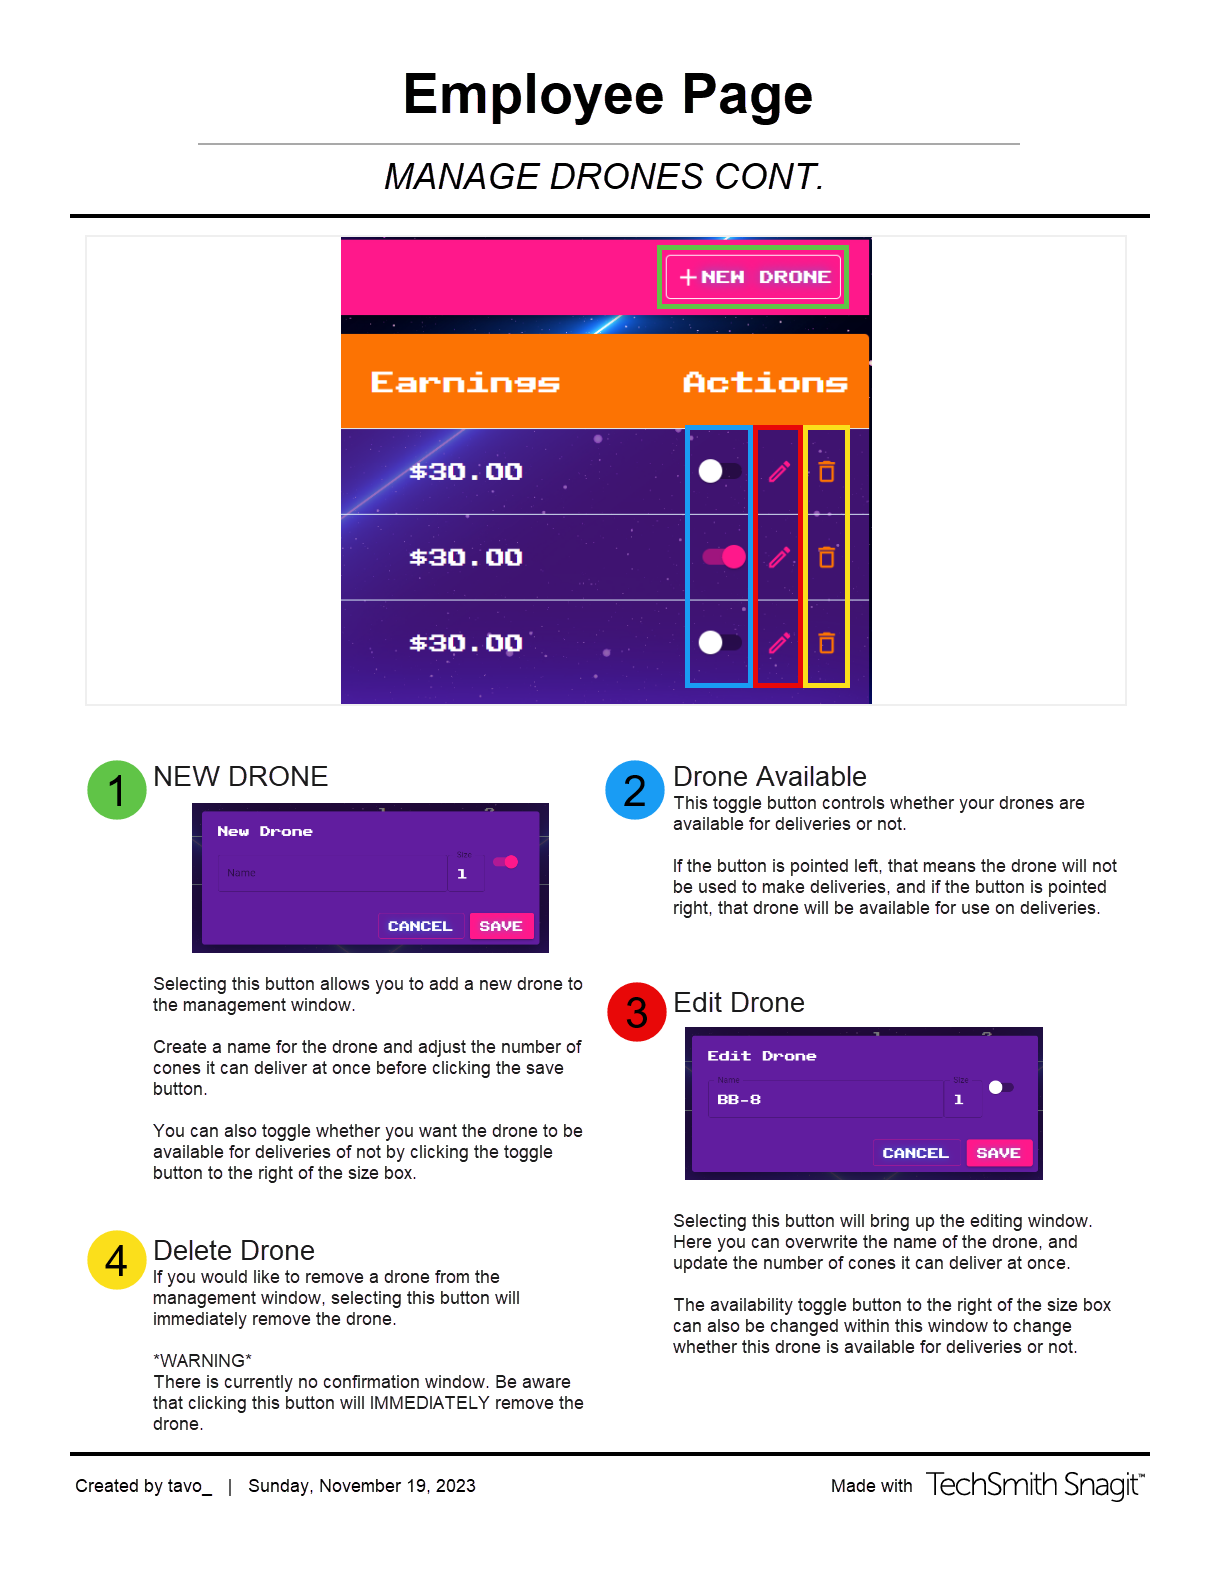 Employee Page
MANAGE DRONES CONT.
+NEW DRONE
Earnings Actions
$30.00
$30.00
$30.00
1 NEW DRONE
New Drone
Name
Size
1
CANCEL SAVE
Selecting this button allows you to add a new drone to
the management window.
Create a name for the drone and adjust the number of
cones it can deliver at once before clicking the save
button.
You can also toggle whether you want the drone to be
available for deliveries of not by clicking the toggle
button to the right of the size box.
2 Drone Available
This toggle button controls whether your drones are
available for deliveries or not.
If the button is pointed left, that means the drone will not
be used to make deliveries, and if the button is pointed
right, that drone will be available for use on deliveries.
3 Edit Drone
Edit Drone
Name
BB-8
Size
1
CANCEL SAVE
Selecting this button will bring up the editing window.
Here you can overwrite the name of the drone, and
update the number of cones it can deliver at once.
The availability toggle button to the right of the size box
can also be changed within this window to change
whether this drone is available for deliveries or not.
4 Delete Drone
If you would like to remove a drone from the
management window, selecting this button will
immediately remove the drone.
*WARNING*
There is currently no confirmation window. Be aware
that clicking this button will IMMEDIATELY remove the
drone.
Created by tavo_ | Sunday, November 19, 2023
Made with TechSmith Snagit™